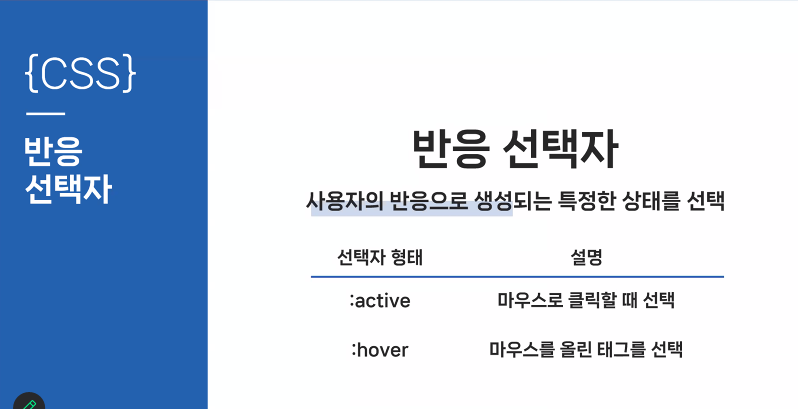 {CSS}
반응
선택자
반응 선택자
사용자의 반응으로 생성되는 특정한 상태를 선택
선택자 형태 설명
:active 마우스로 클릭할 때 선택
:hover 마우스를 올린 태그를 선택